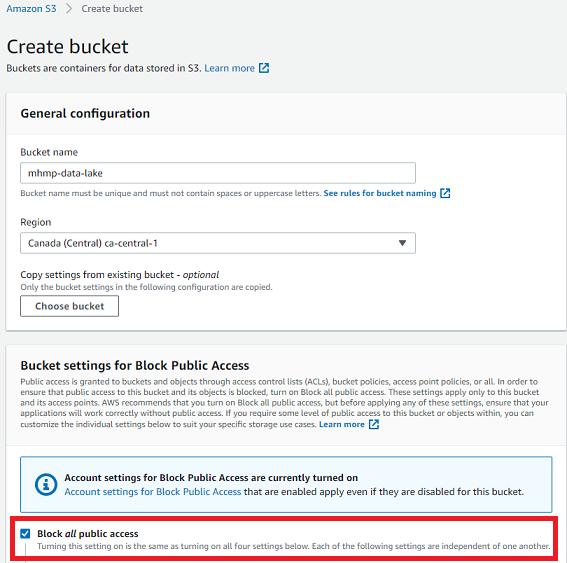 Amazon S3 > Create bucket
Create bucket
Buckets are containers for data stored in S3. Learn more
General configuration
Bucket name
mhmp-data-lake
Bucket name must be unique and must not contain spaces or uppercase letters. See rules for bucket naming
Region
Canada (Central) ca-central-1
Copy settings from existing bucket - optional
Only the bucket settings in the following configuration are copied.
Choose bucket
Bucket settings for Block Public Access
Public access is granted to buckets and objects through access control lists (ACLs), bucket policies, access point policies, or all. In order to
ensure that public access to this bucket and its objects is blocked, turn on Block all public access. These settings apply only to this bucket
and its access points. AWS recommends that you turn on Block all public access, but before applying any of these settings, ensure that your
applications will work correctly without public access. If you require some level of public access to this bucket or objects within, you can
customize the individual settings below to suit your specific storage use cases. Learn more
Account settings for Block Public Access are currently turned on
Account settings for Block Public Access that are enabled apply even if they are disabled for this bucket.
Block all public access
Turning this setting on is the same as turning on all four settings below. Each of the following settings are independent of one another.